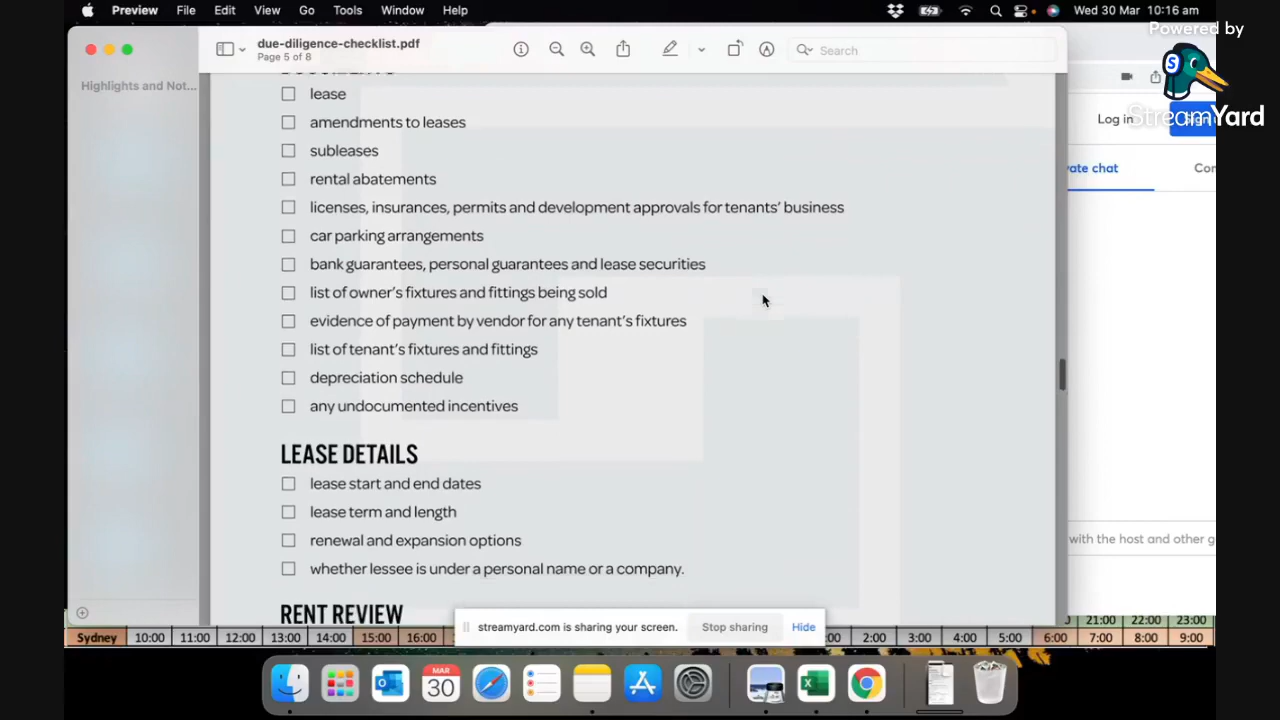 Preview File Edit View Go Tools Window Help
Wed 30 Mar 10:16 am
Powered by
StreamYard
due-diligence-checklist.pdf
Page 5 of 8
Search
Highlights and Not...
Log in
lease
amendments to leases
subleases
rental abatements
licenses, insurances, permits and development approvals for tenants' business
car parking arrangements
bank guarantees, personal guarantees and lease securities
list of owner's fixtures and fittings being sold
evidence of payment by vendor for any tenant's fixtures
list of tenant's fixtures and fittings
depreciation schedule
any undocumented incentives
LEASE DETAILS
lease start and end dates
lease term and length
renewal and expansion options
whether lessee is under a personal name or a company.
RENT REVIEW
vate chat
Cor
with the host and other g
streamyard.com is sharing your screen. Stop sharing Hide
21:00 22:00 23:00
Sydney 10:00 11:00 12:00 13:00 14:00 15:00 16:00
:00 2:00 3:00 4:00 5:00 6:00 7:00 8:00 9:00
MAR
30